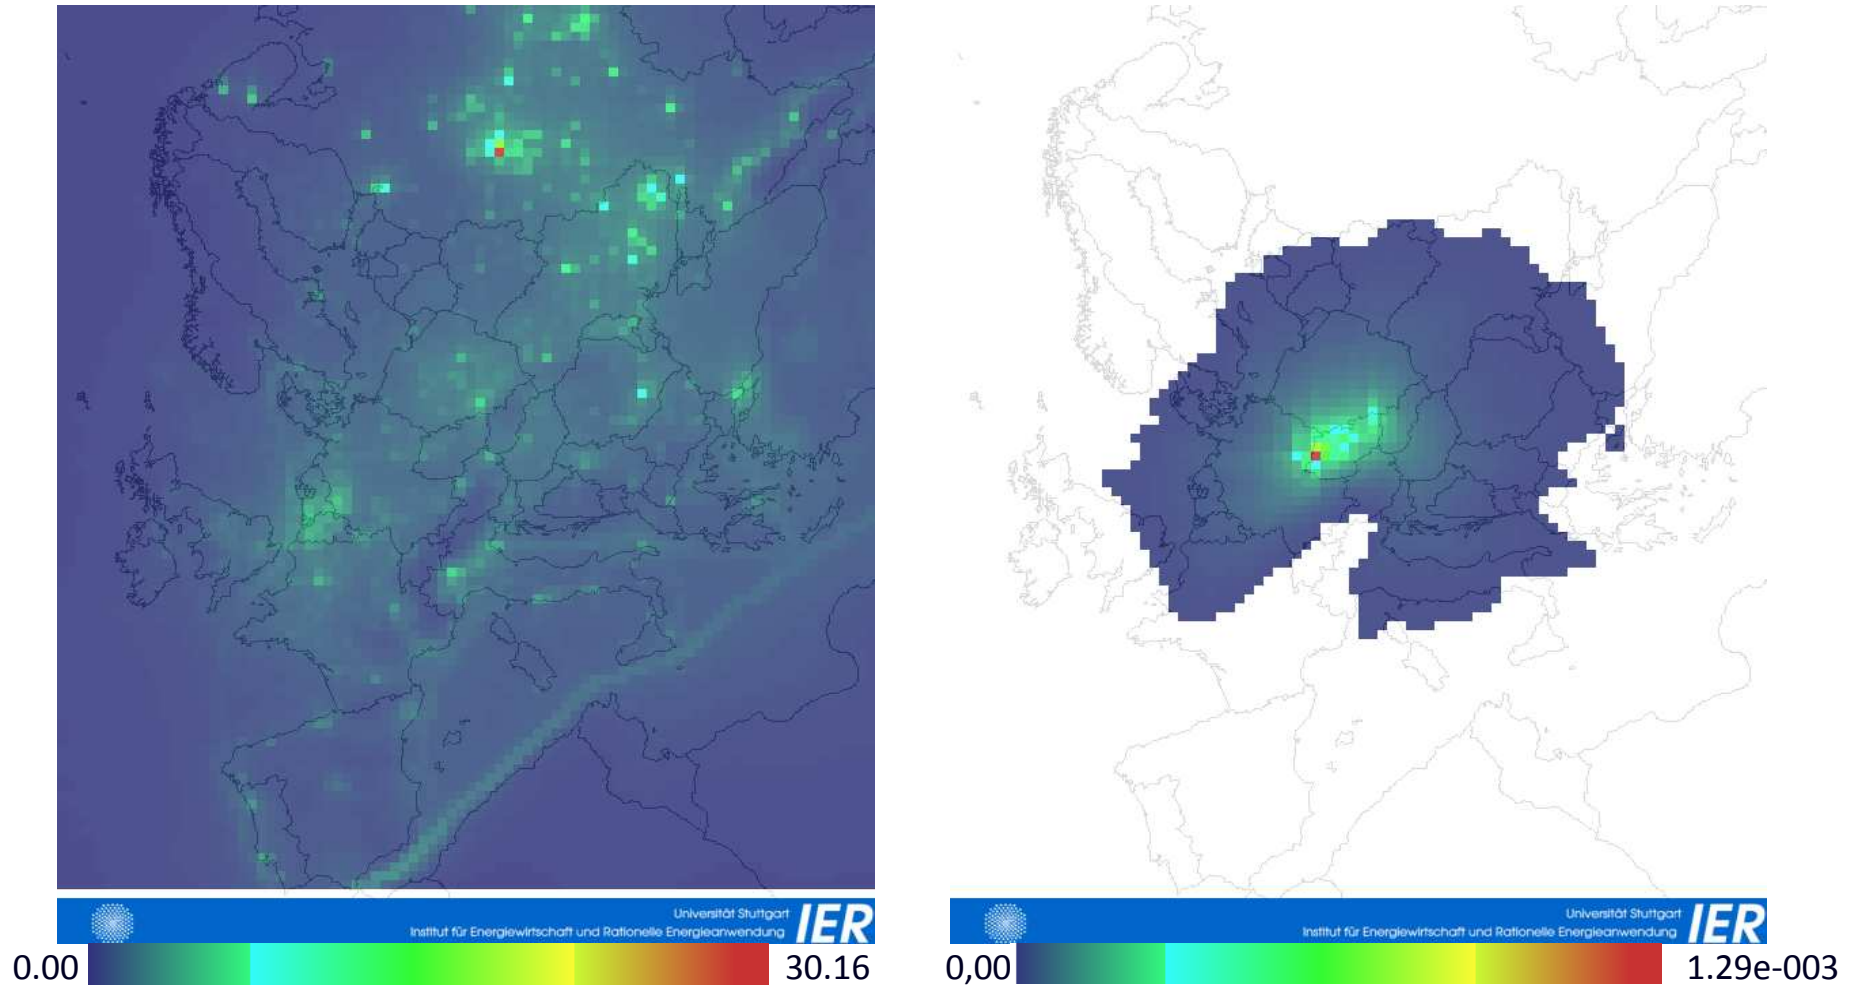 Universität Stuttgart
Institut für Energiewirtschaft und Rationelle Energieanwendung
IER
0.00
30.16
Universität Stuttgart
Institut für Energiewirtschaft und Rationelle Energieanwendung
IER
0,00
1.29e-003